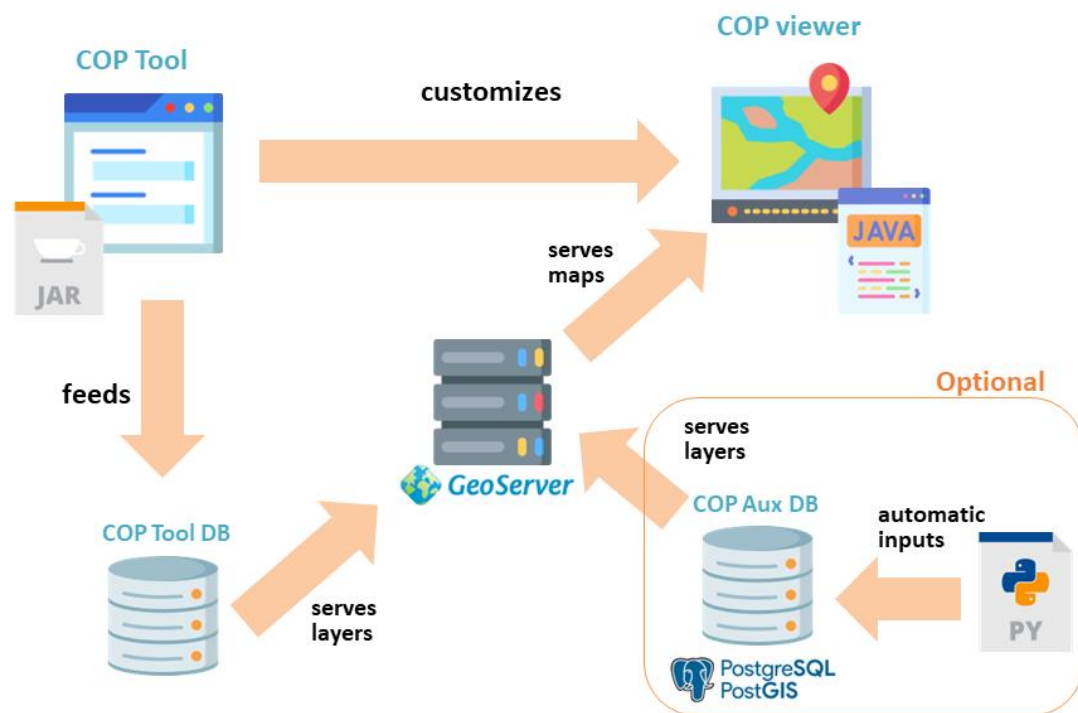 COP Tool
COP viewer
customizes
JAVA
JAR
serves
maps
feeds
Optional
GeoServer
serves
layers
COP Tool DB
COP Aux DB
automatic
inputs
serves
layers
PY
PostgreSQL
PostGIS